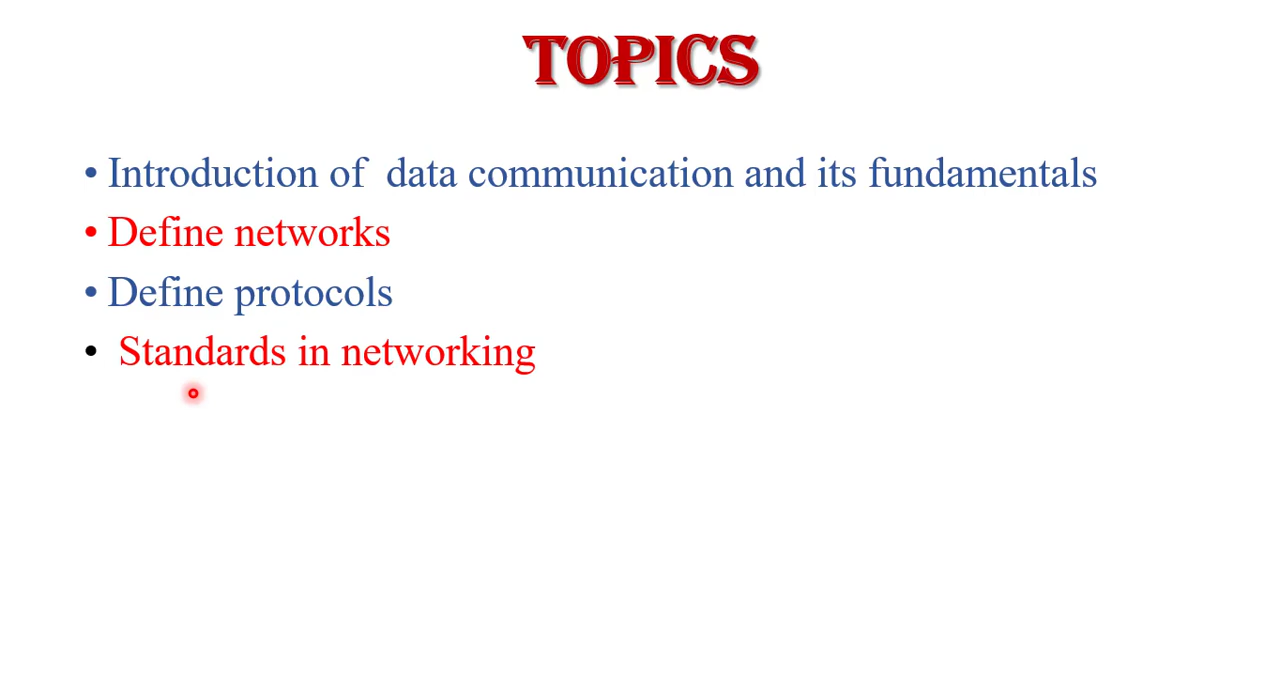 TOPICS
• Introduction of  data communication and its fundamentals
• Define networks
• Define protocols
• Standards in networking